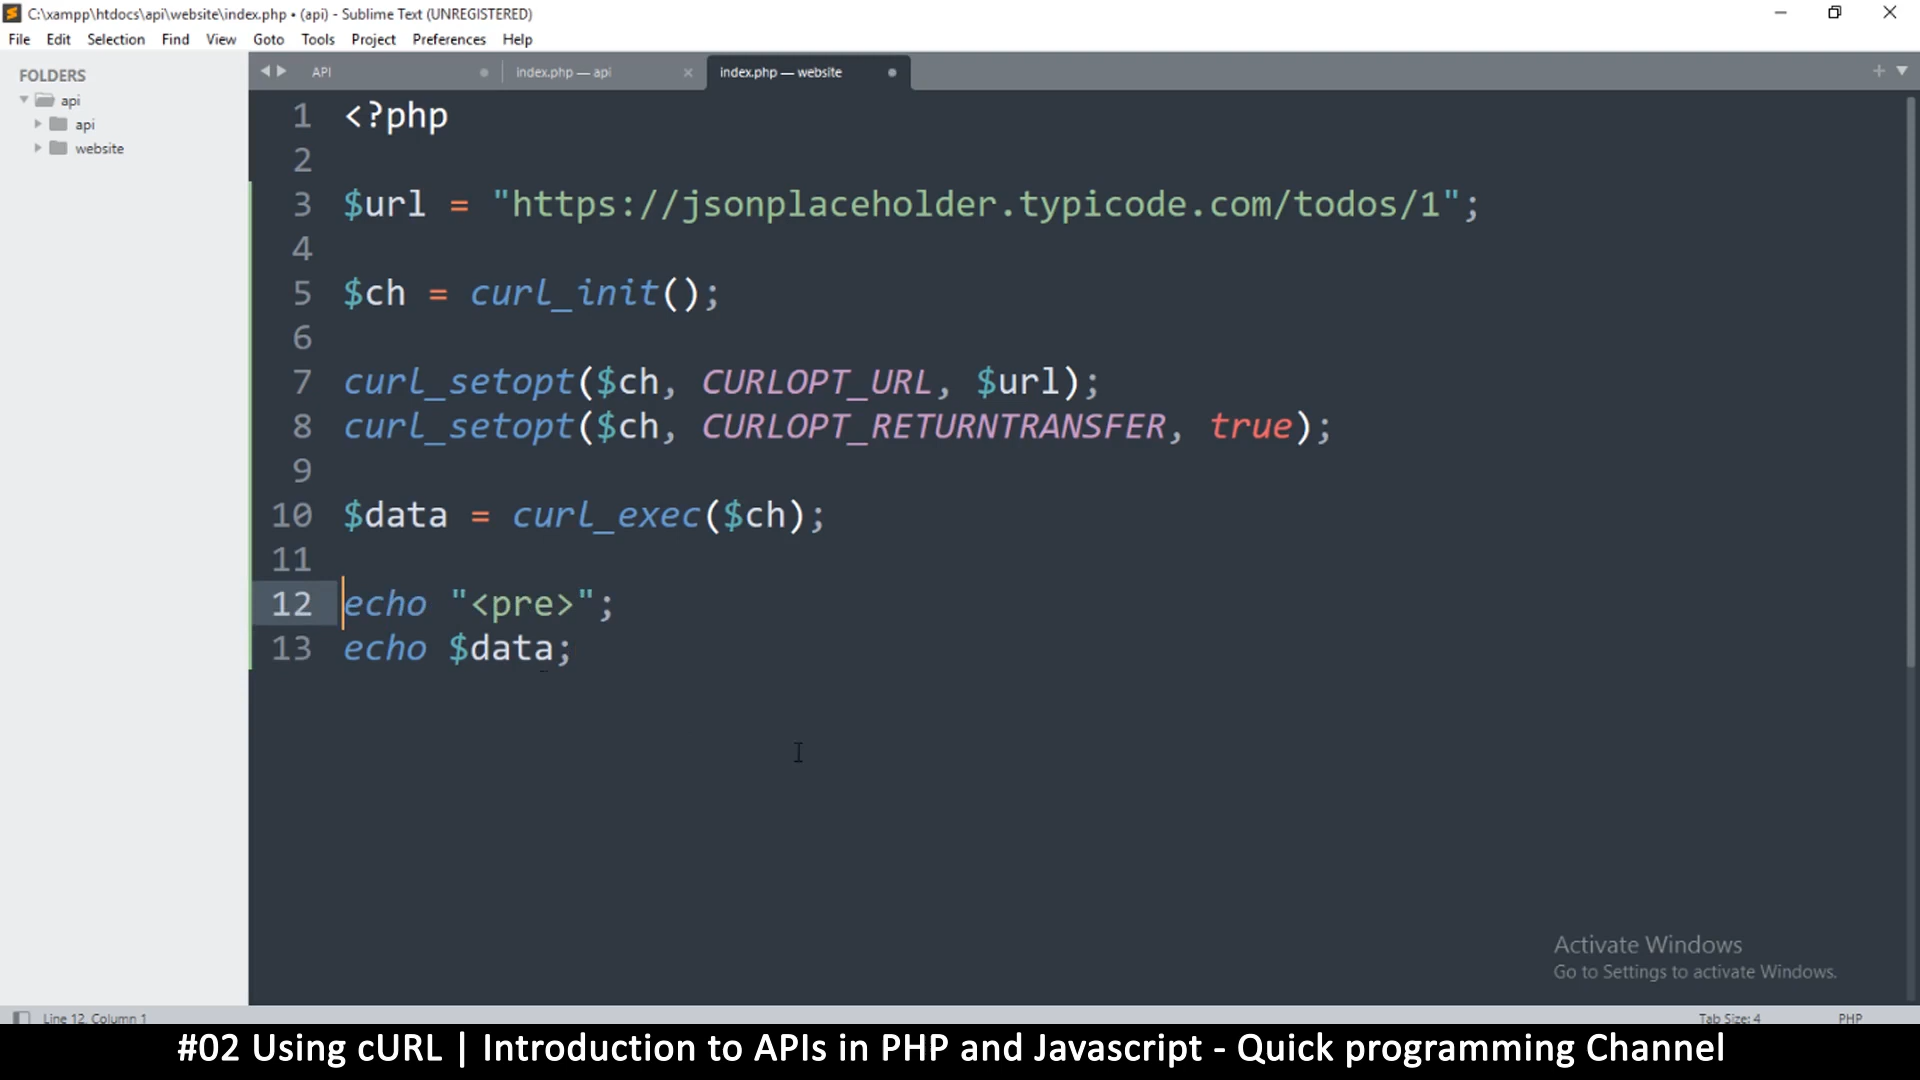 C:\xampp\htdocs\api\website\index.php • (api) - Sublime Text (UNREGISTERED)
File Edit Selection Find View Goto Tools Project Preferences Help
FOLDERS
api
api
website
API
index.php — api
index.php — website
1 <?php
2
3 $url = "https://jsonplaceholder.typicode.com/todos/1";
4
5 $ch = curl_init();
6
7 curl_setopt($ch, CURLOPT_URL, $url);
8 curl_setopt($ch, CURLOPT_RETURNTRANSFER, true);
9
10 $data = curl_exec($ch);
11
12 echo "<pre>";
13 echo $data;
Activate Windows
Go to Settings to activate Windows.
Line 12, Column 1
Tab Size: 4
PHP
#02 Using cURL | Introduction to APIs in PHP and Javascript - Quick programming Channel